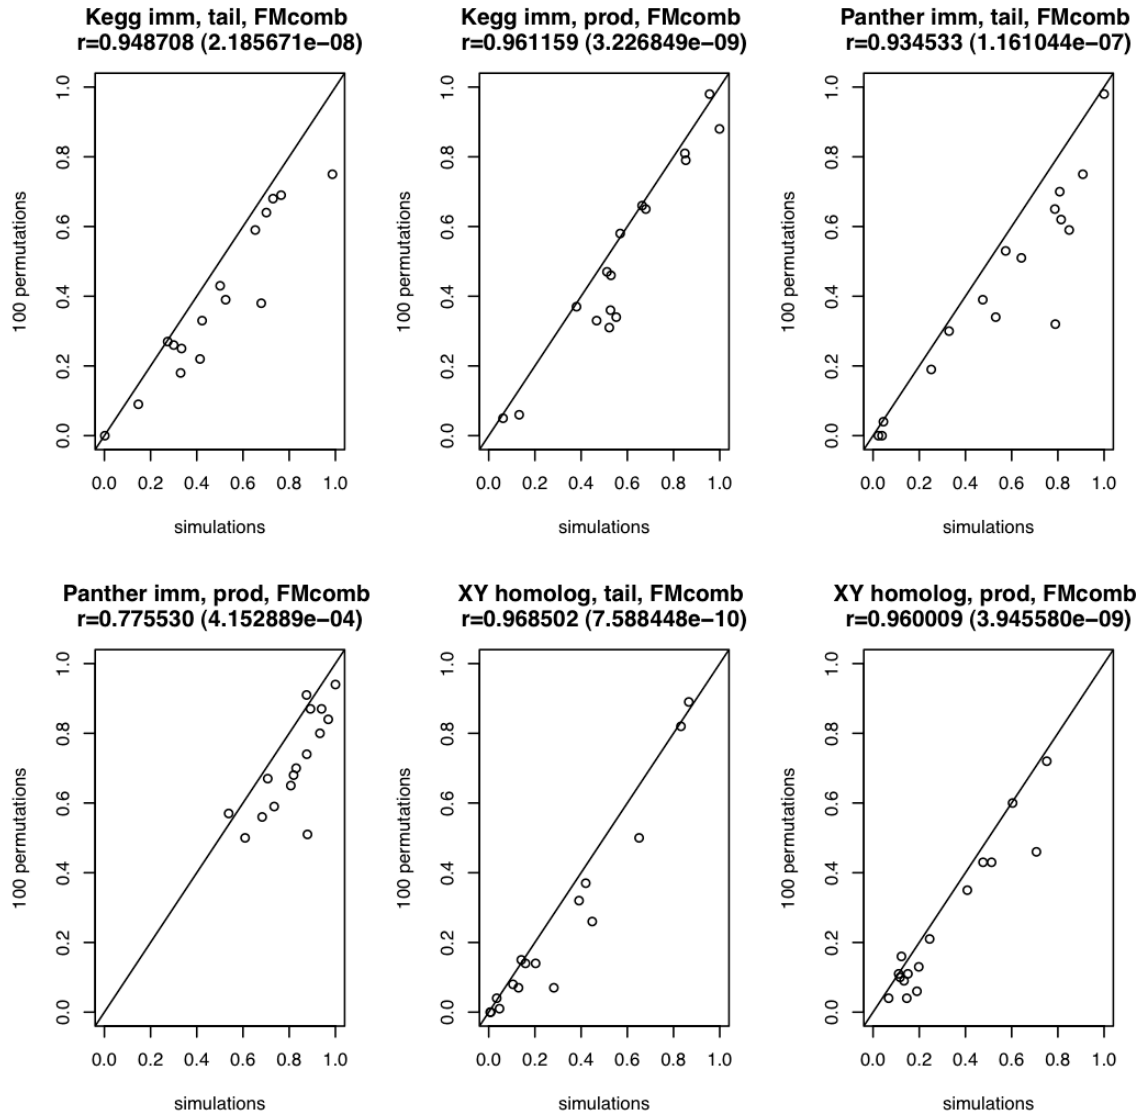 Kegg imm, tail, FMcomb
r=0.948708 (2.185671e−08)
100 permutations
1.0
0.8
0.6
0.4
0.2
0.0
0.0 0.2 0.4 0.6 0.8 1.0
simulations
Kegg imm, prod, FMcomb
r=0.961159 (3.226849e−09)
100 permutations
1.0
0.8
0.6
0.4
0.2
0.0
0.0 0.2 0.4 0.6 0.8 1.0
simulations
Panther imm, tail, FMcomb
r=0.934533 (1.161044e−07)
100 permutations
1.0
0.8
0.6
0.4
0.2
0.0
0.0 0.2 0.4 0.6 0.8 1.0
simulations
Panther imm, prod, FMcomb
r=0.775530 (4.152889e−04)
100 permutations
1.0
0.8
0.6
0.4
0.2
0.0
0.0 0.2 0.4 0.6 0.8 1.0
simulations
XY homolog, tail, FMcomb
r=0.968502 (7.588448e−10)
100 permutations
1.0
0.8
0.6
0.4
0.2
0.0
0.0 0.2 0.4 0.6 0.8 1.0
simulations
XY homolog, prod, FMcomb
r=0.960009 (3.945580e−09)
100 permutations
1.0
0.8
0.6
0.4
0.2
0.0
0.0 0.2 0.4 0.6 0.8 1.0
simulations